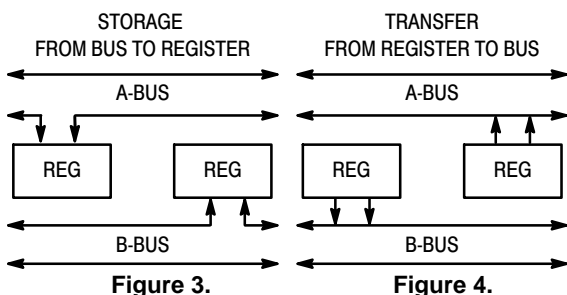 STORAGE
FROM BUS TO REGISTER
A-BUS
REG
REG
B-BUS
Figure 3.
TRANSFER
FROM REGISTER TO BUS
A-BUS
REG
REG
B-BUS
Figure 4.